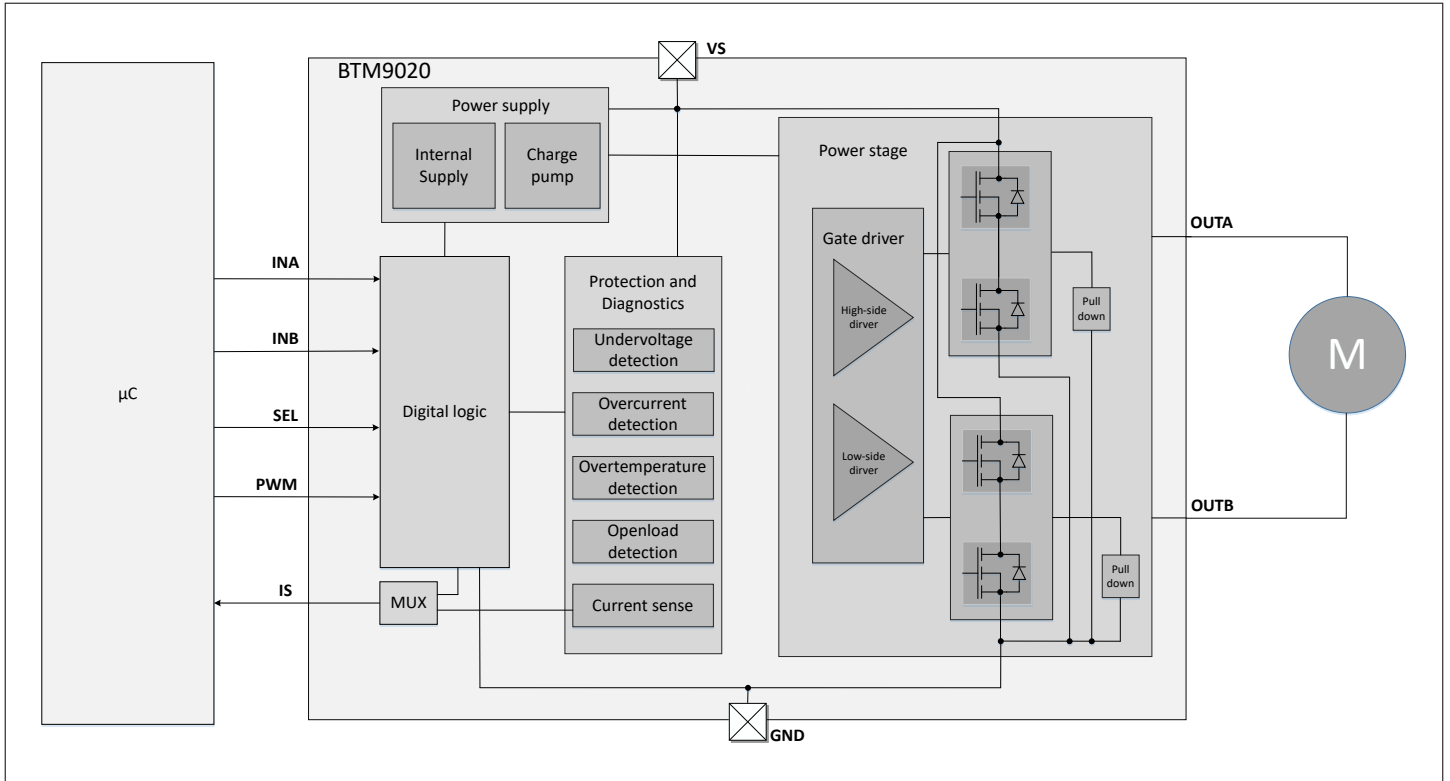 VS
BTM9020
Power supply
Internal
Supply
Charge
pump
Power stage
OUTA
Gate driver
INA
Protection and
Diagnostics
High-side
dirver
Pull
down
Undervoltage
detection
INB
M
µC
Digital logic
Overcurrent
detection
SEL
Low-side
dirver
Overtemperature
detection
PWM
OUTB
Openload
detection
Pull
down
IS
MUX
Current sense
GND